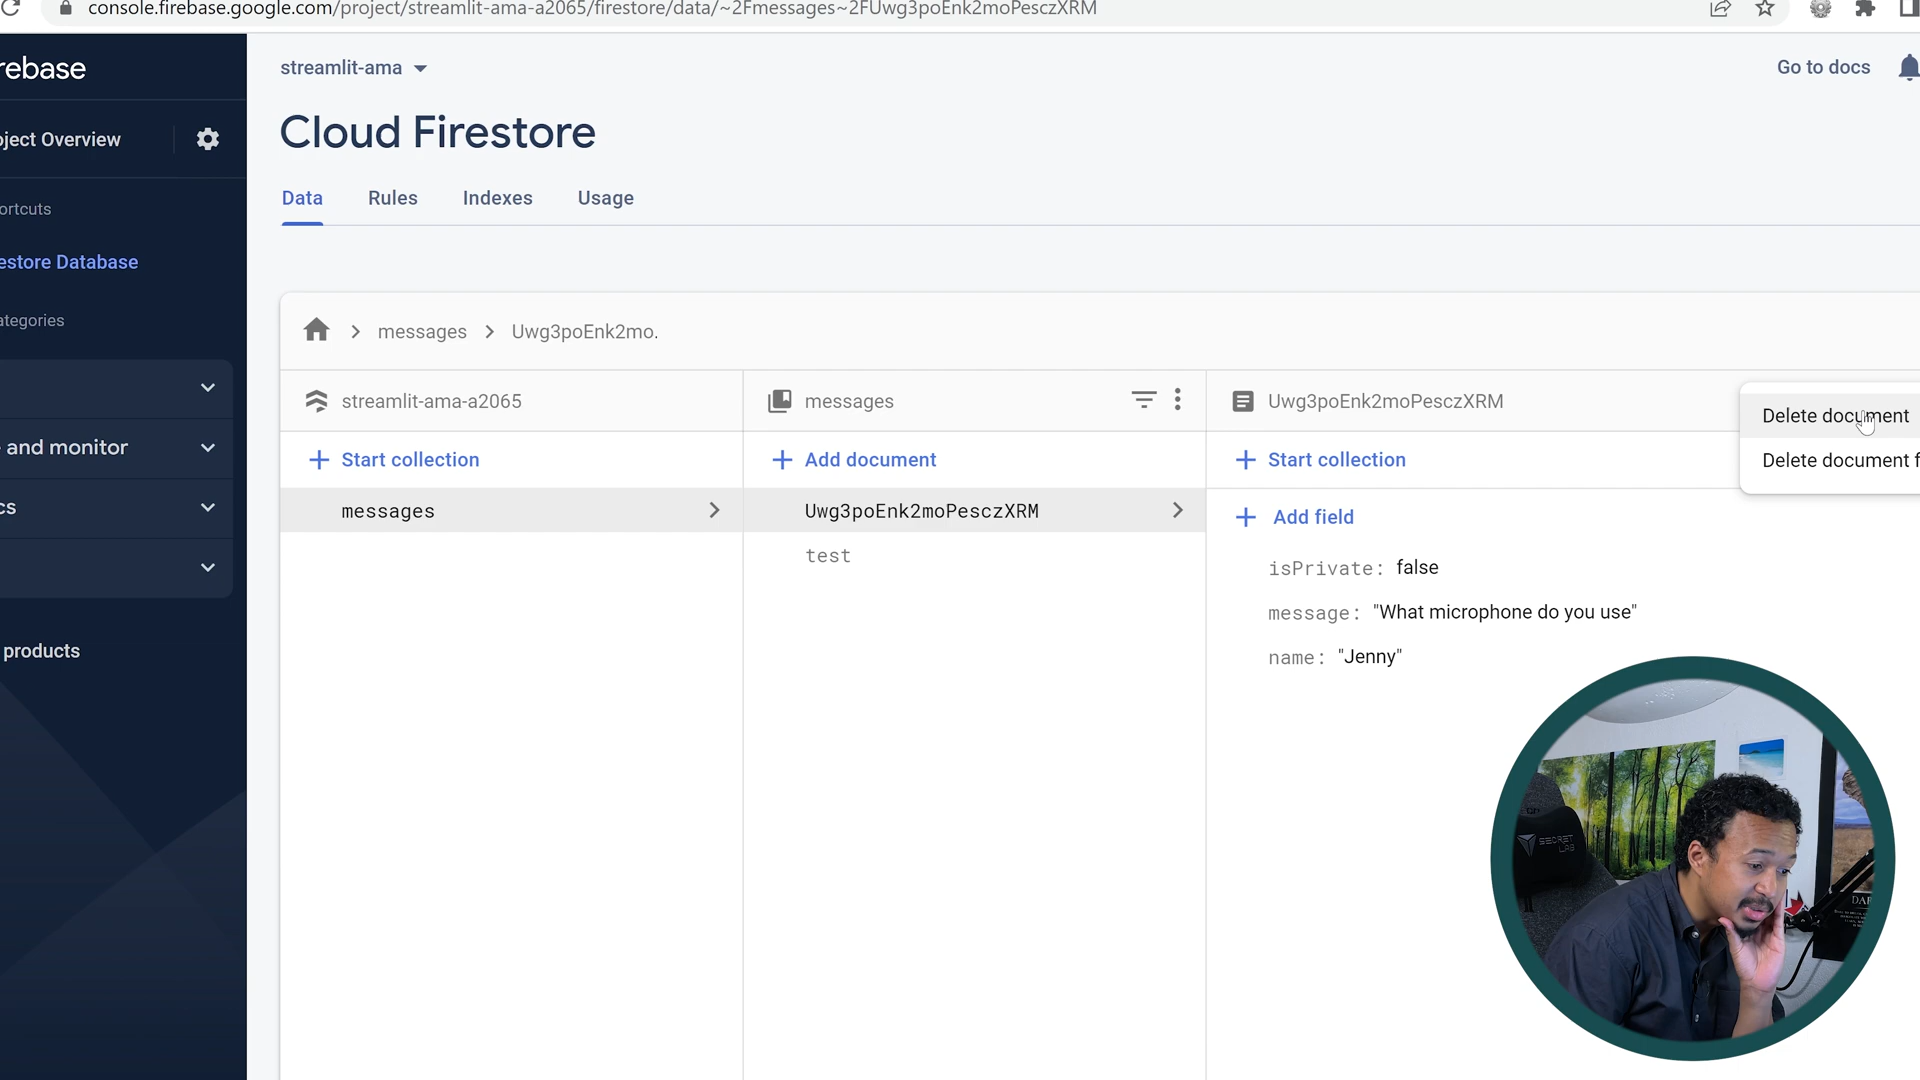 console.firebase.google.com/project/streamlit-ama-a2065/firestore/data/~2Fmessages~2FUwg3poEnk2moPesczXRM
rebase
streamlit-ama
Go to docs
Cloud Firestore
oject Overview
Data Rules Indexes Usage
ortcuts
estore Database
ategories
messages
Uwg3poEnk2mo.
streamlit-ama-a2065
messages
Uwg3poEnk2moPesczXRM
Delete document
and monitor
Start collection
Add document
Start collection
Delete document f
cs
messages
Uwg3poEnk2moPesczXRM
Add field
test
isPrivate: false
message: "What microphone do you use"
products
name: "Jenny"
SECRET
LAB